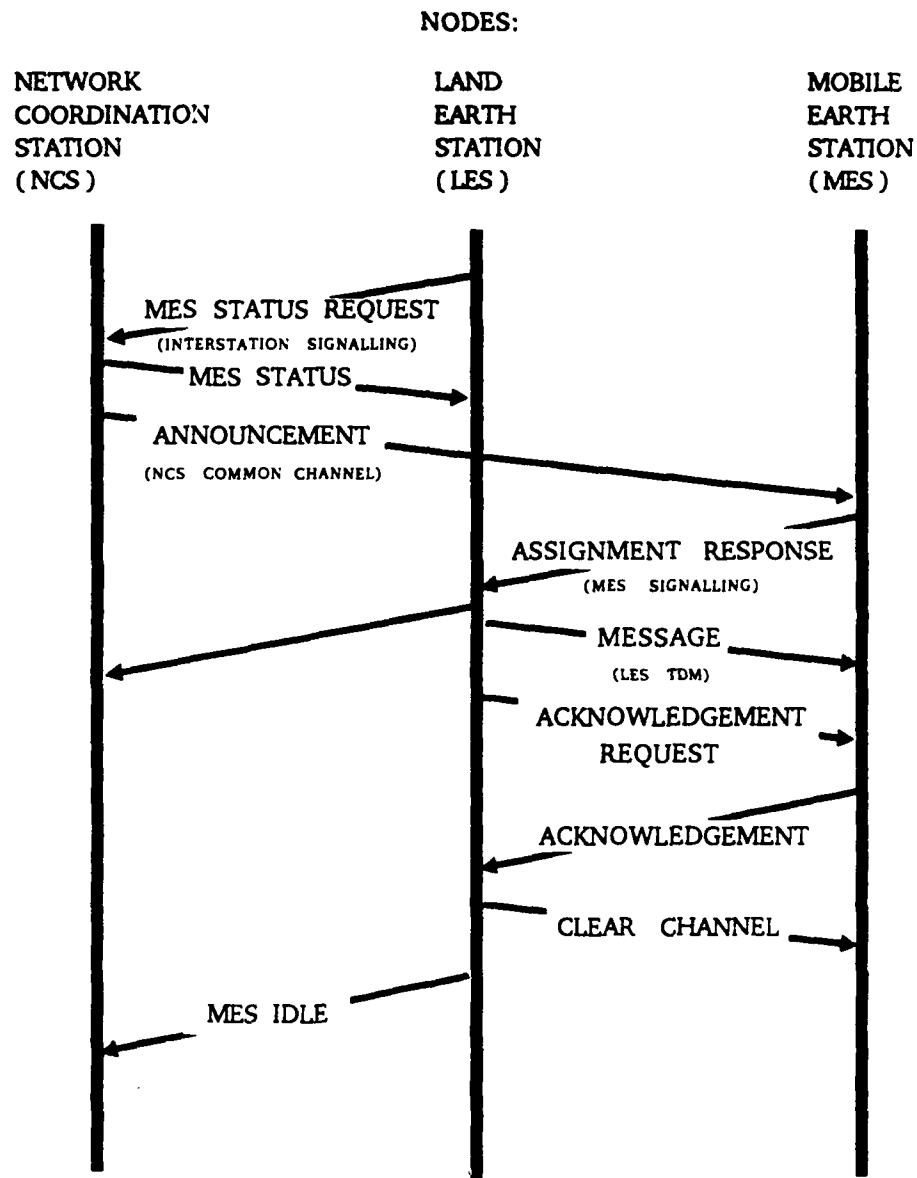 NODES:
NETWORK
COORDINATION
STATION
(NCS)
LAND
EARTH
STATION
(LES)
MOBILE
EARTH
STATION
(MES)
MES STATUS REQUEST
(INTERSTATION SIGNALLING)
MES STATUS
ANNOUNCEMENT
(NCS COMMON CHANNEL)
ASSIGNMENT RESPONSE
(MES SIGNALLING)
MESSAGE
(LES TDM)
ACKNOWLEDGEMENT
REQUEST
ACKNOWLEDGEMENT
CLEAR CHANNEL
MES IDLE